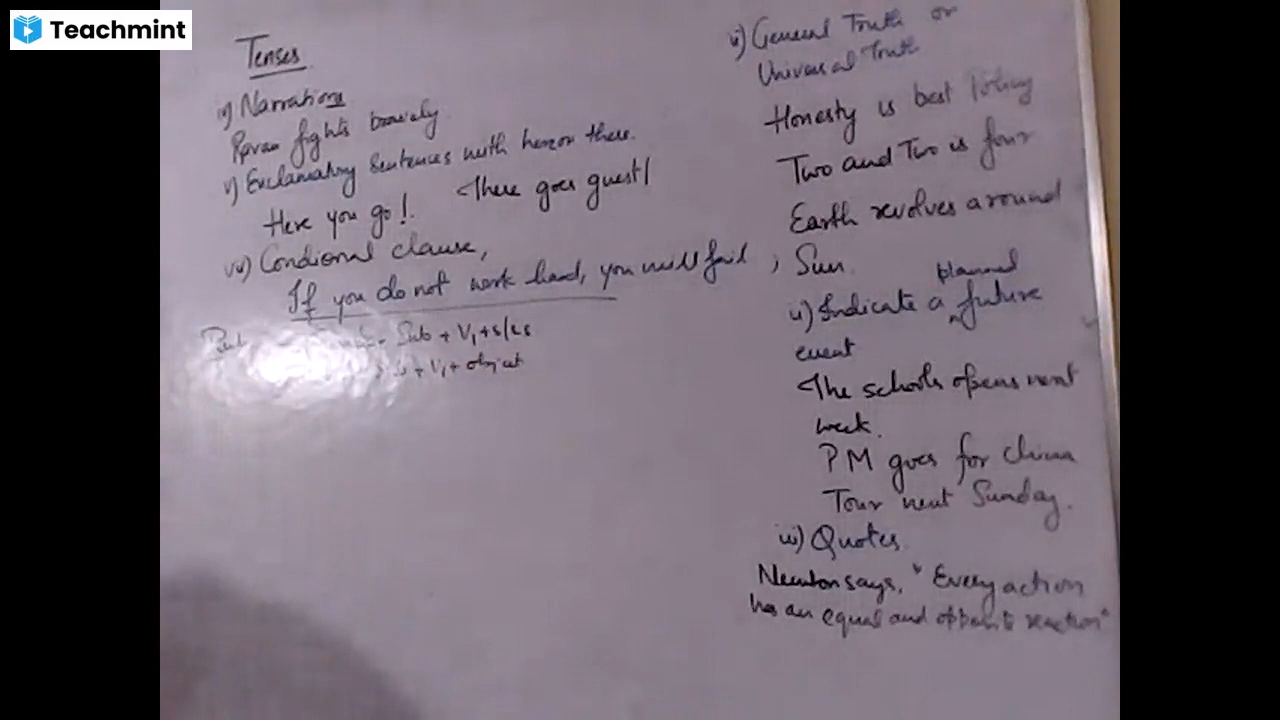 Teachmint
Tenses
iv) Narrations
Ravan fights bravely
v) Exclamatory Sentences with here or there.
Here you go! There goes guest!
vi) Condional clause,
If you do not work hard, you will fail
Sub + V1 + s/es
+ V1 + object
i) General Truth or
Universal Truth
Honesty is best Policy
Two and Two is four
Earth revolves around
; Sun.
planned
ii) Indicate a ^ future
event
The schools opens next
week.
PM goes for China
Tour next Sunday.
iii) Quotes.
Newton says, "Every action
has an equal and opposite reaction"